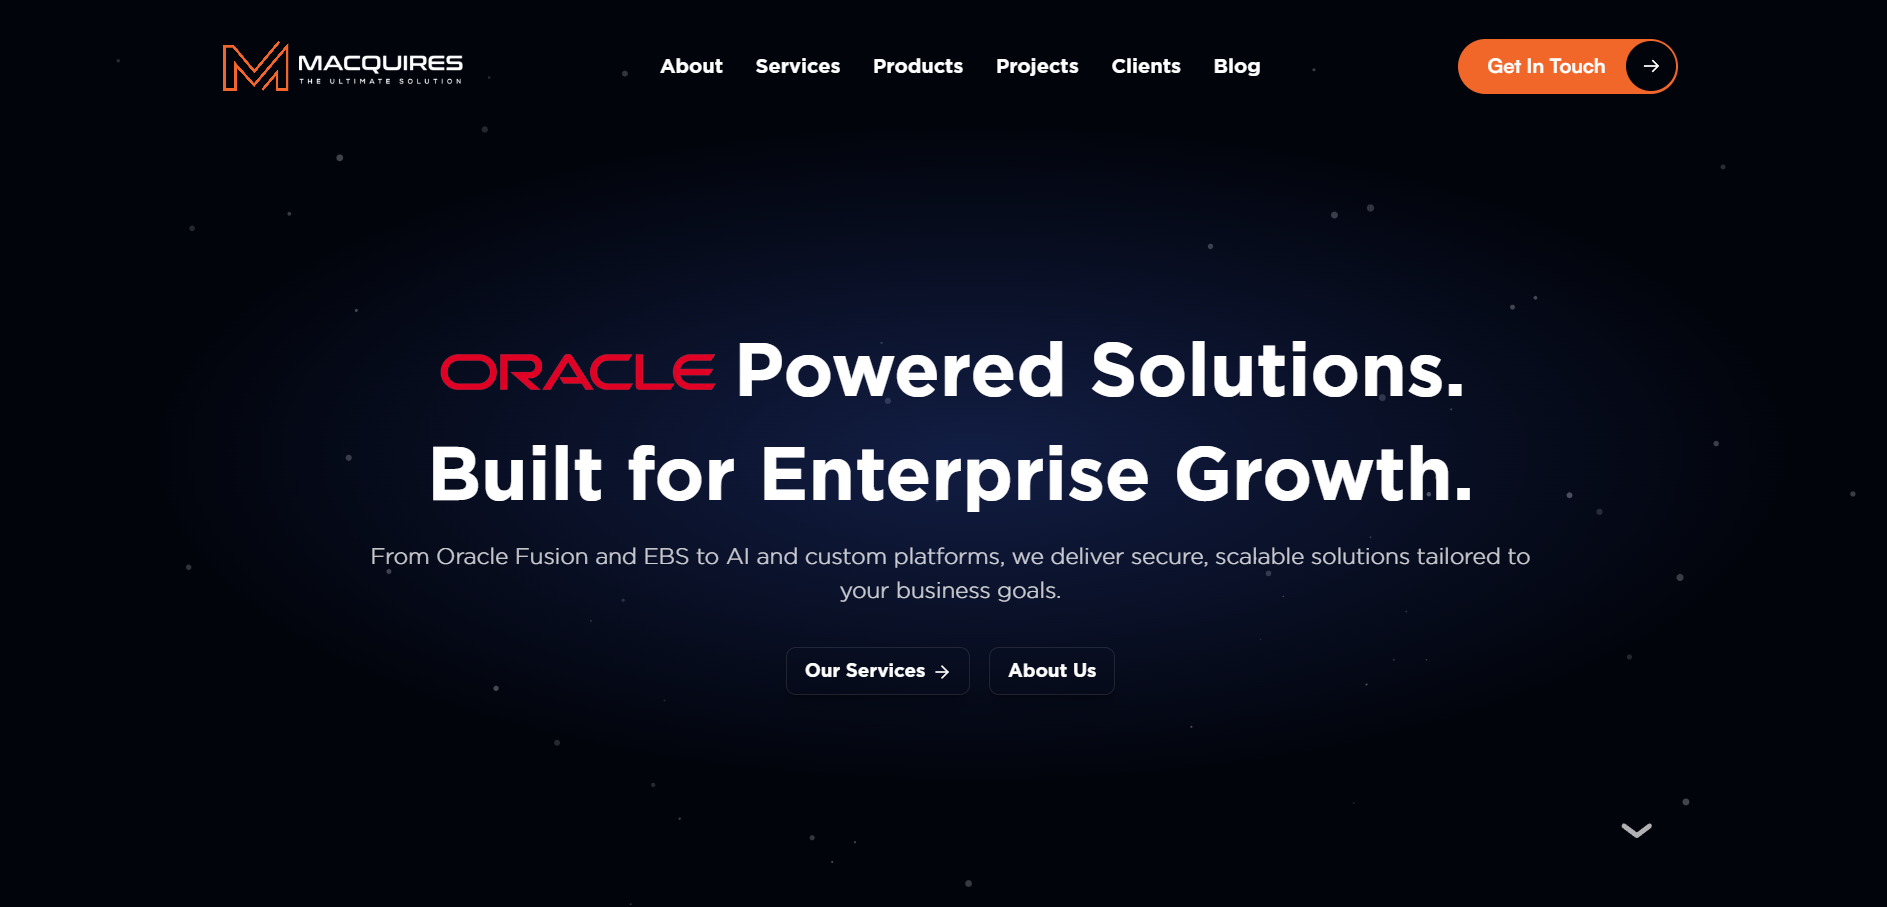 MACQUIRES
THE ULTIMATE SOLUTION
About Services Products Projects Clients Blog
Get In Touch
ORACLE Powered Solutions.
Built for Enterprise Growth.
From Oracle Fusion and EBS to AI and custom platforms, we deliver secure, scalable solutions tailored to
your business goals.
Our Services
About Us